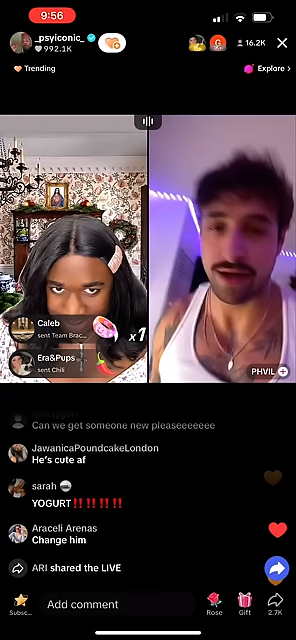 9:56
_psyiconic_
992.1K
16.2K
Trending
Explore >
Caleb
sent Team Brac...
x1
Era&Pups
sent Chili
PHVIL
Can we get someone new pleaseeeeeee
JawanicaPoundcakeLondon
He's cute af
sarah
YOGURT‼️‼️‼️‼️
Araceli Arenas
Change him
ARI shared the LIVE
Subsc...
Add comment
Rose
Gift
2.7K